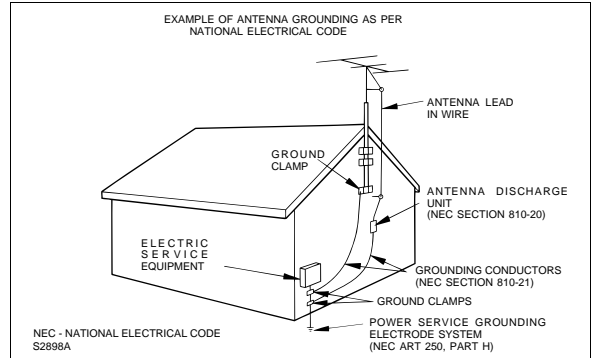 EXAMPLE OF ANTENNA GROUNDING AS PER
NATIONAL ELECTRICAL CODE
ANTENNA LEAD
IN WIRE
GROUND
CLAMP
ANTENNA DISCHARGE
UNIT
(NEC SECTION 810-20)
ELECTRIC
SERVICE
EQUIPMENT
GROUNDING CONDUCTORS
(NEC SECTION 810-21)
GROUND CLAMPS
POWER SERVICE GROUNDING
ELECTRODE SYSTEM
(NEC ART 250, PART H)
NEC - NATIONAL ELECTRICAL CODE
S2898A